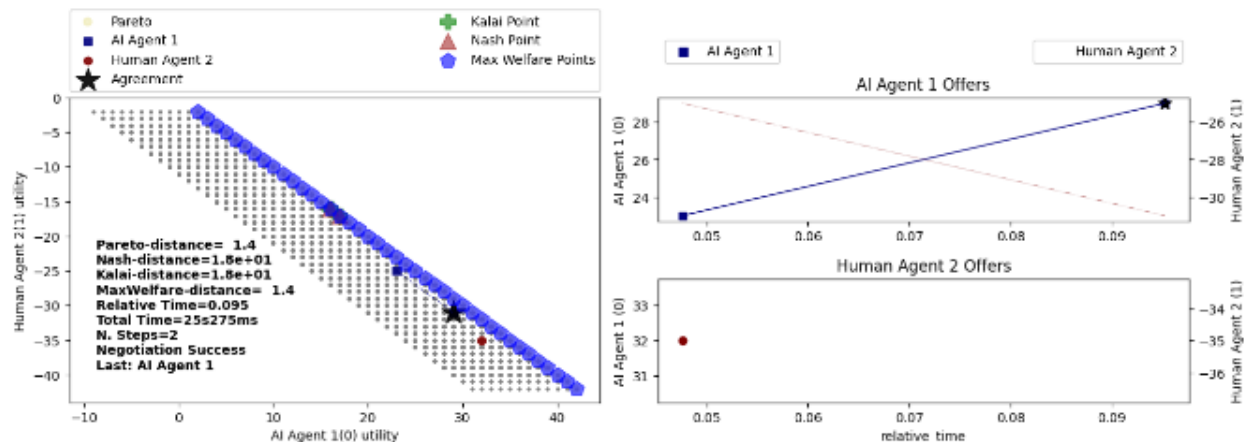 Pareto
AI Agent 1
Human Agent 2
Agreement
Kalai Point
Nash Point
Max Welfare Points
0
−5
−10
−15
−20
−25
−30
−35
−40
Human Agent 2(1) utility
Pareto-distance= 1.4
Nash-distance=1.8e+01
Kalai-distance=1.8e+01
MaxWelfare-distance= 1.4
Relative Time=0.095
Total Time=25s275ms
N. Steps=2
Negotiation Success
Last: AI Agent 1
−10 0 10 20 30 40
AI Agent 1(0) utility
AI Agent 1
Human Agent 2
AI Agent 1 Offers
28
26
24
AI Agent 1 (0)
−26
−28
−30
Human Agent 2 (1)
0.05 0.06 0.07 0.08 0.09
Human Agent 2 Offers
33
32
31
AI Agent 1 (0)
−34
−35
−36
Human Agent 2 (1)
0.05 0.06 0.07 0.08 0.09
relative_time